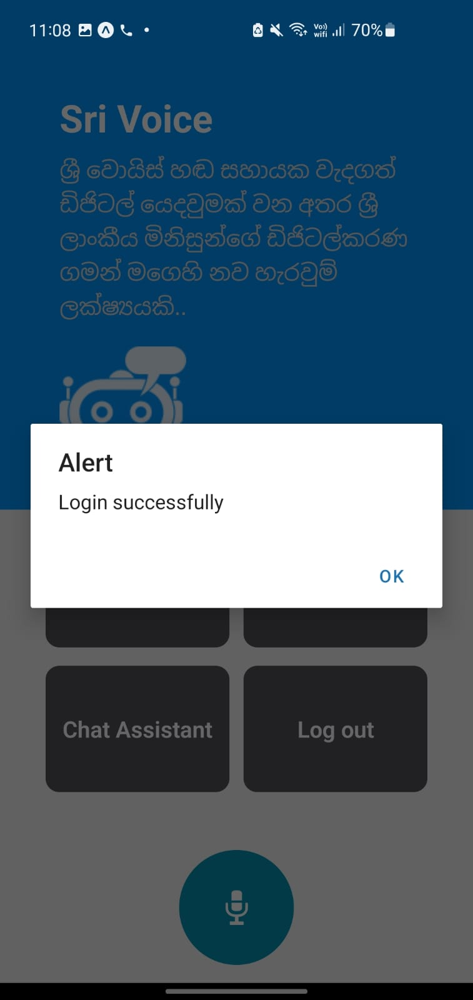 11:08
Vo))
wifi
70%
Sri Voice
ශ්‍රී වොයිස් හඬ සහායක වැදගත්
ඩිජිටල් යෙදවුමක් වන අතර ශ්‍රී
ලාංකීය මිනිසුන්ගේ ඩිජිටල්කරණ
ගමන් මගෙහි නව හැරවුම්
ලක්ෂ්‍යයකි..
Alert
Login successfully
OK
Chat Assistant
Log out